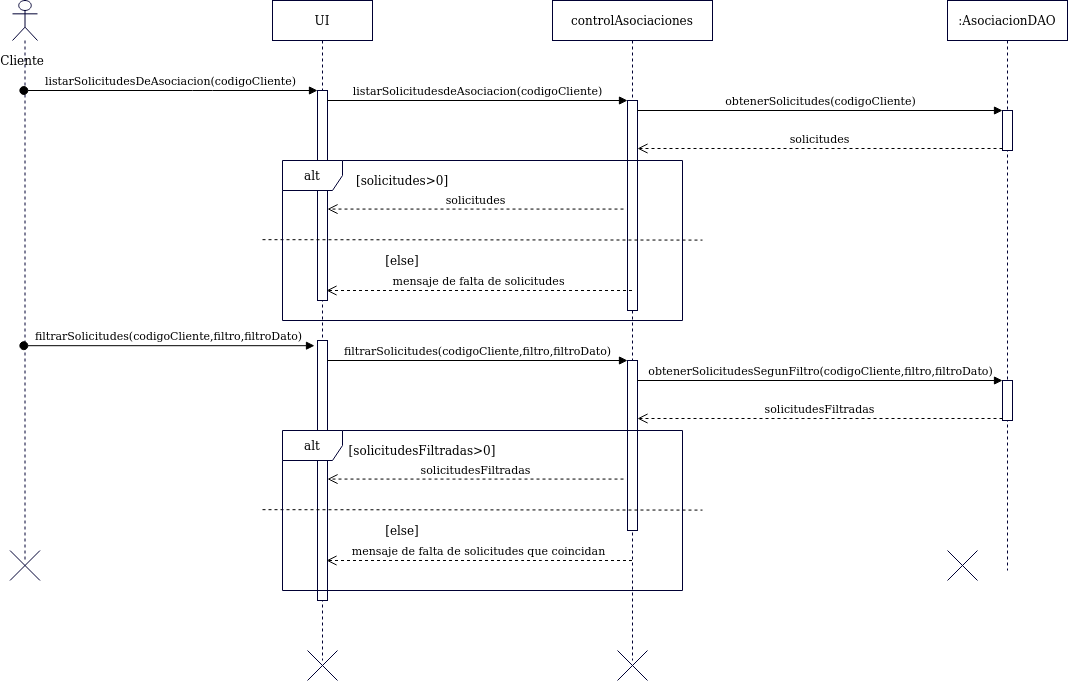 UI
controlAsociaciones
:AsociacionDAO
Cliente
listarSolicitudesDeAsociacion(codigoCliente)
listarSolicitudesdeAsociacion(codigoCliente)
obtenerSolicitudes(codigoCliente)
solicitudes
alt
[solicitudes>0]
solicitudes
[else]
mensaje de falta de solicitudes
filtrarSolicitudes(codigoCliente,filtro,filtroDato)
filtrarSolicitudes(codigoCliente,filtro,filtroDato)
obtenerSolicitudesSegunFiltro(codigoCliente,filtro,filtroDato)
solicitudesFiltradas
alt
[solicitudesFiltradas>0]
solicitudesFiltradas
[else]
mensaje de falta de solicitudes que coincidan